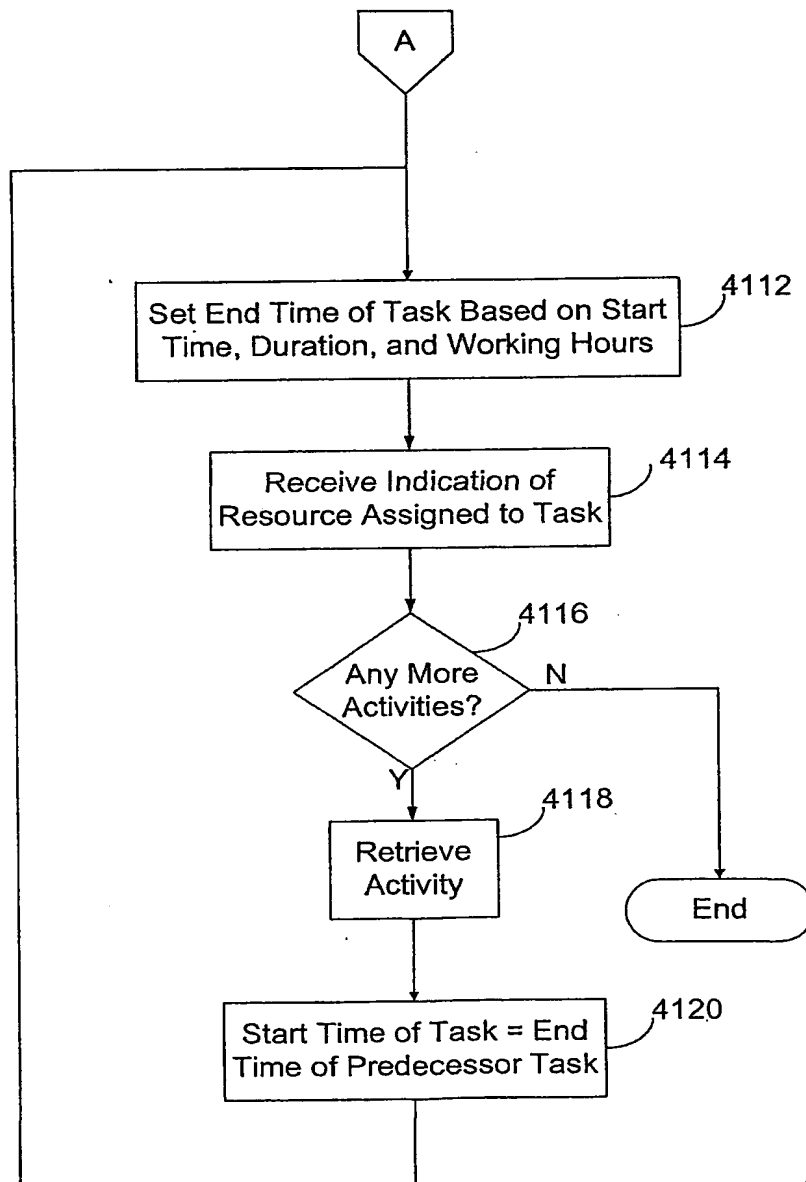 A
4112
Set End Time of Task Based on Start
Time, Duration, and Working Hours
4114
Receive Indication of
Resource Assigned to Task
4116
Any More
Activities?
N
Y
4118
Retrieve
Activity
End
4120
Start Time of Task = End
Time of Predecessor Task